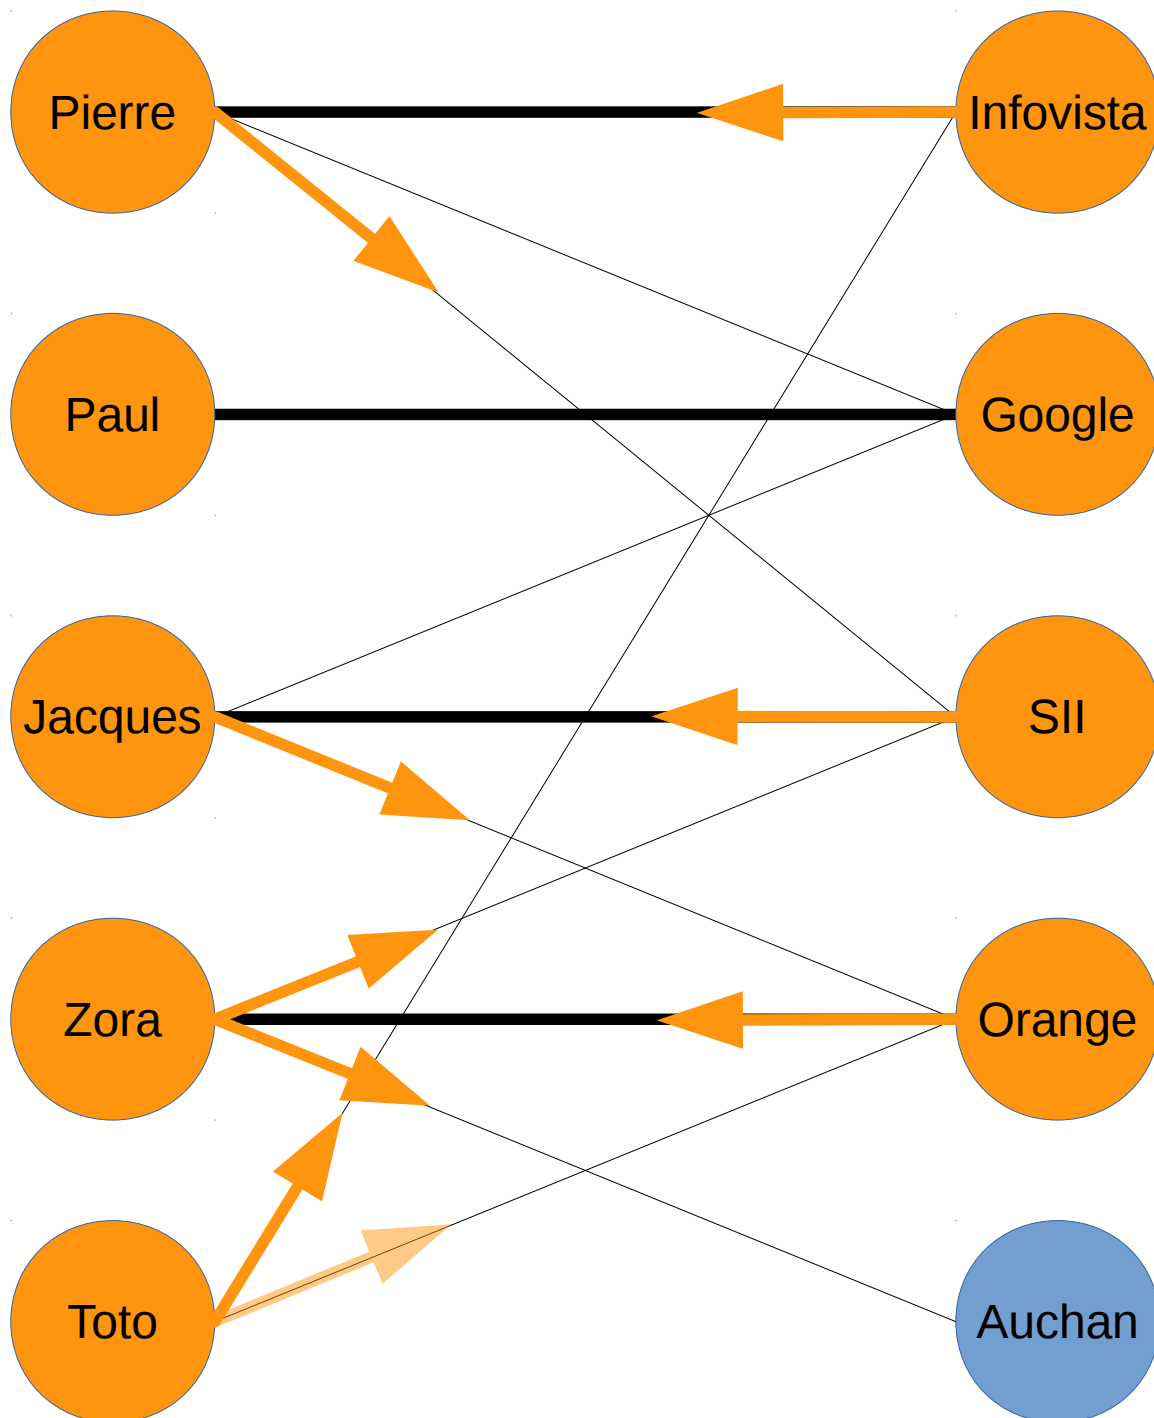 Pierre
Infovista
Paul
Google
Jacques
SII
Zora
Orange
Toto
Auchan